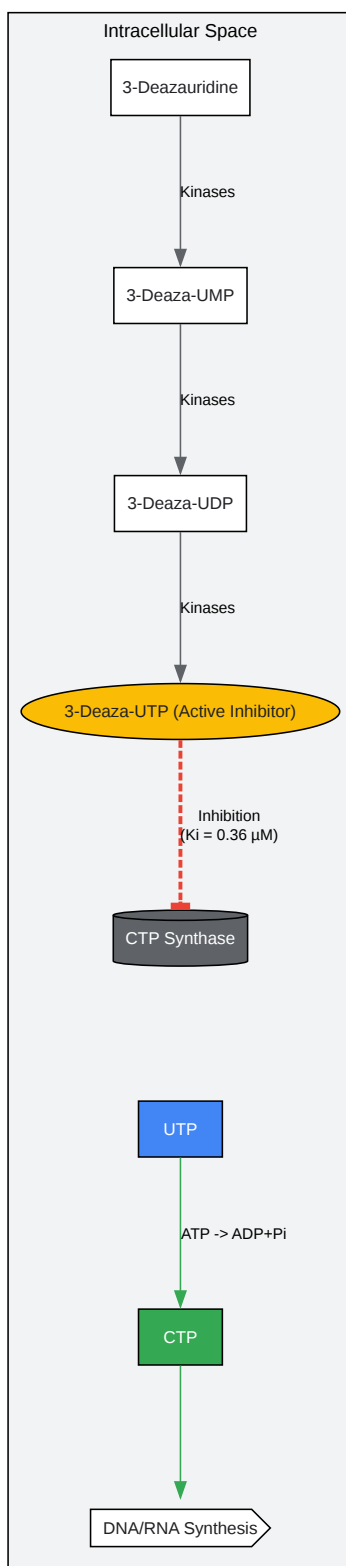 Intracellular Space
3-Deazauridine
Kinases
3-Deaza-UMP
Kinases
3-Deaza-UDP
Kinases
3-Deaza-UTP (Active Inhibitor)
Inhibition
(Ki = 0.36 µM)
CTP Synthase
UTP
ATP -> ADP+Pi
CTP
DNA/RNA Synthesis